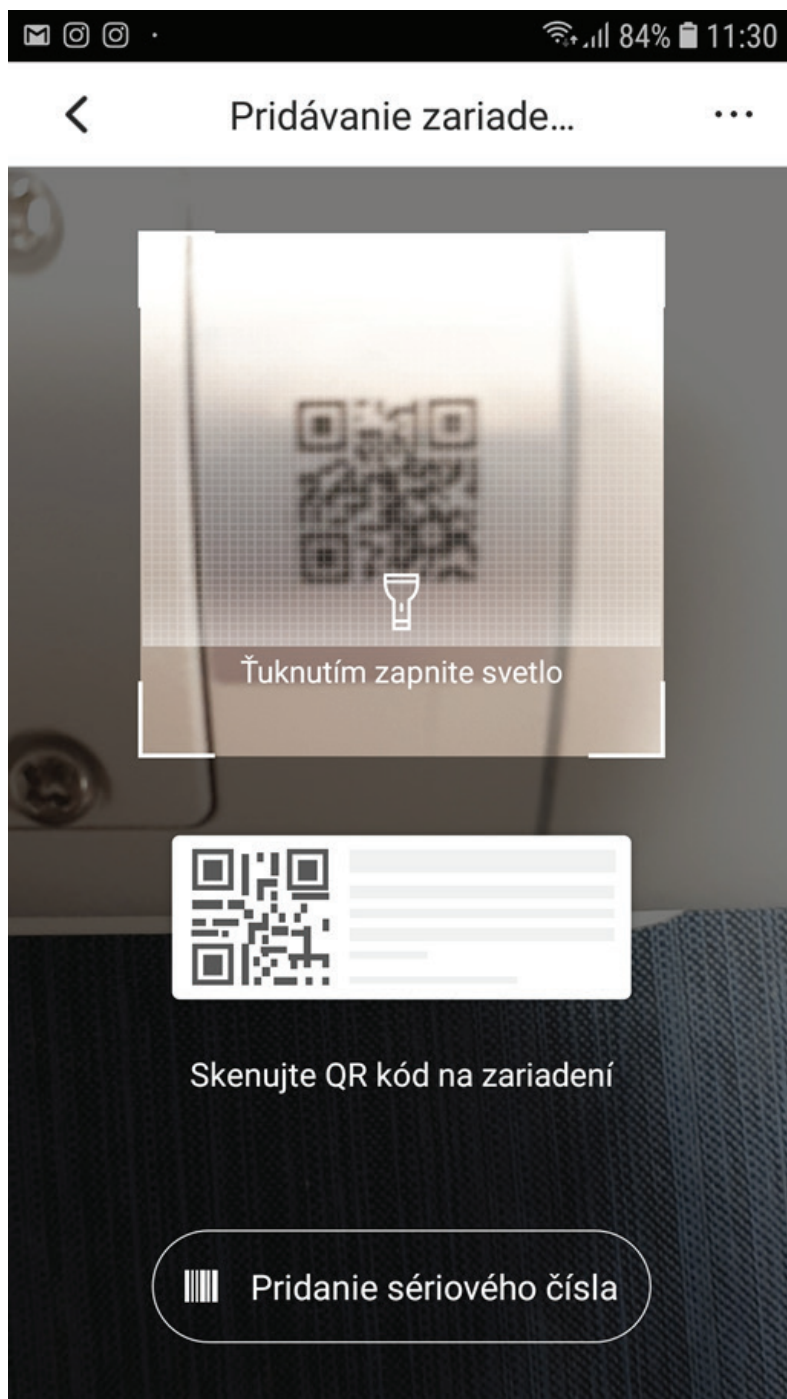 84% 11:30
Pridávanie zariade...
Ťuknutím zapnite svetlo
Skenujte QR kód na zariadení
Pridanie sériového čísla